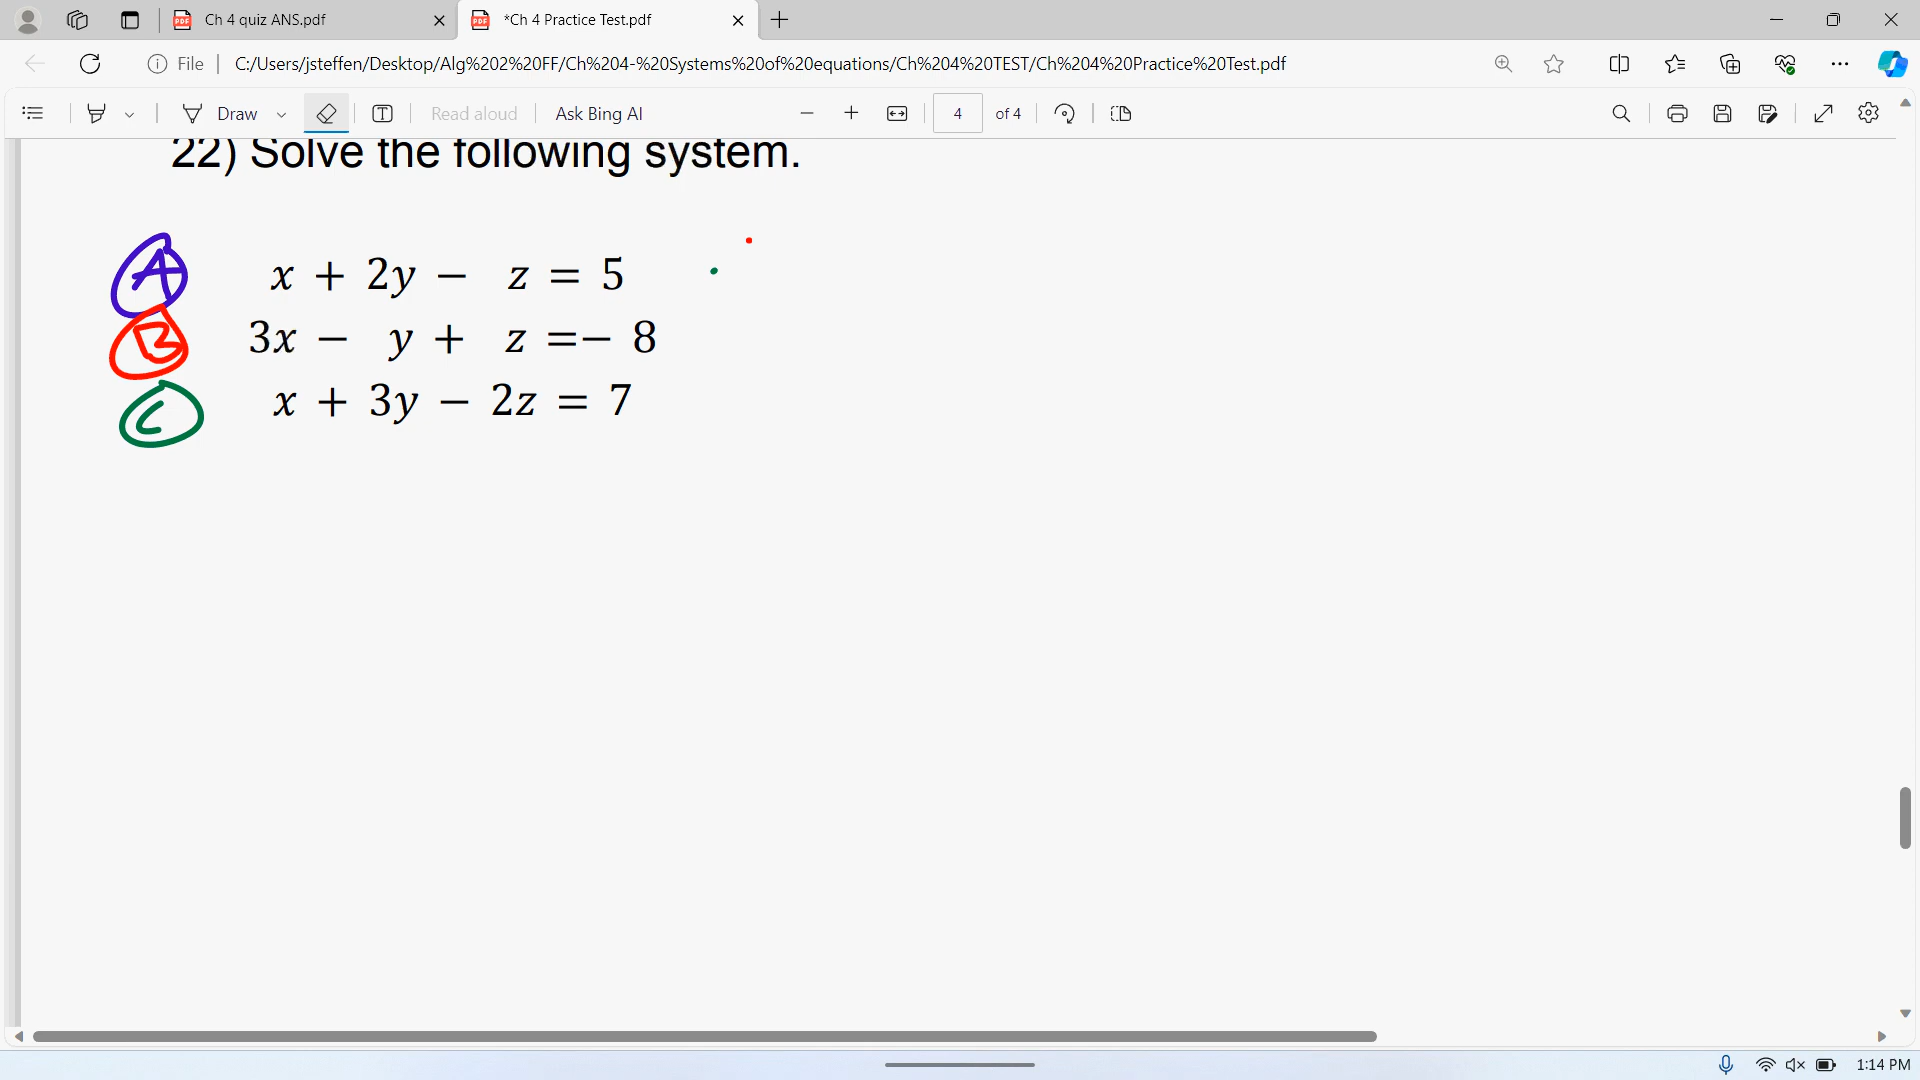 Ch 4 quiz ANS.pdf
*Ch 4 Practice Test.pdf
File
C:/Users/jsteffen/Desktop/Alg%202%20FF/Ch%204-%20Systems%20of%20equations/Ch%204%20TEST/Ch%204%20Practice%20Test.pdf
Draw
Read aloud
Ask Bing AI
4
of 4
22) Solve the following system.
A x + 2y − z = 5
B 3x − y + z =− 8
C x + 3y − 2z = 7
1:14 PM